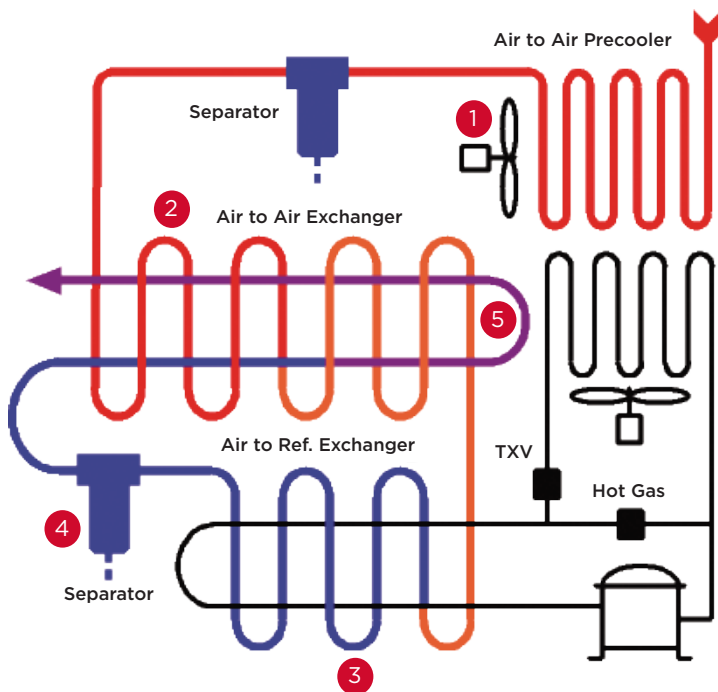 Air to Air Precooler
Separator
1
2
Air to Air Exchanger
5
Air to Ref. Exchanger
TXV
Hot Gas
4
Separator
3